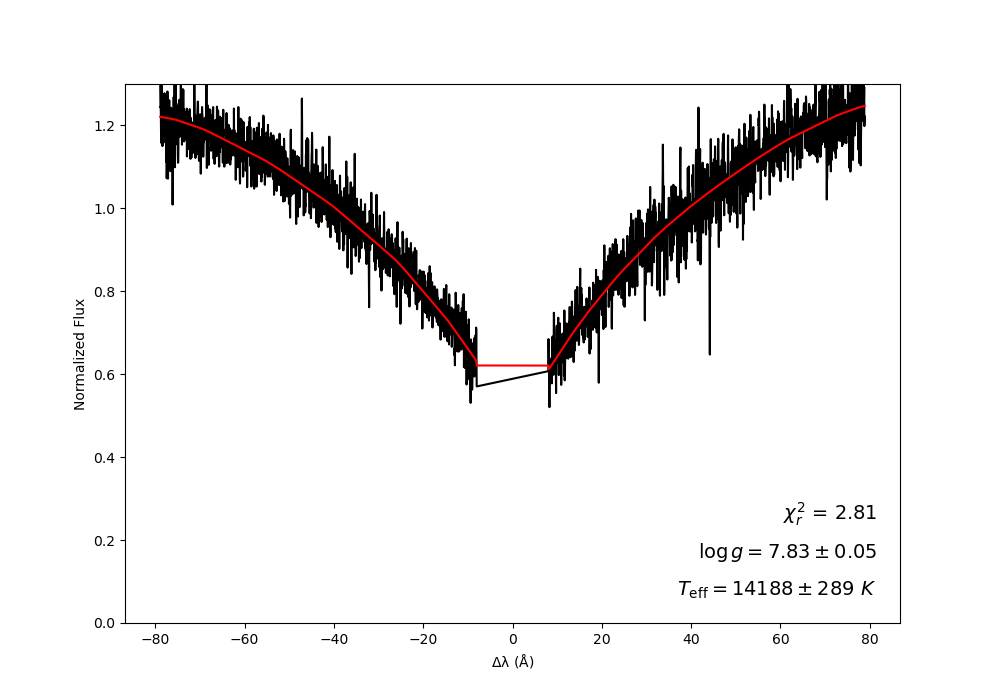 1.2
1.0
0.8
0.6
0.4
0.2
0.0
Normalized Flux
χ²ᵣ = 2.81
log g = 7.83 ± 0.05
T_eff = 14188 ± 289 K
−80 −60 −40 −20 0 20 40 60 80
Δλ (Å)